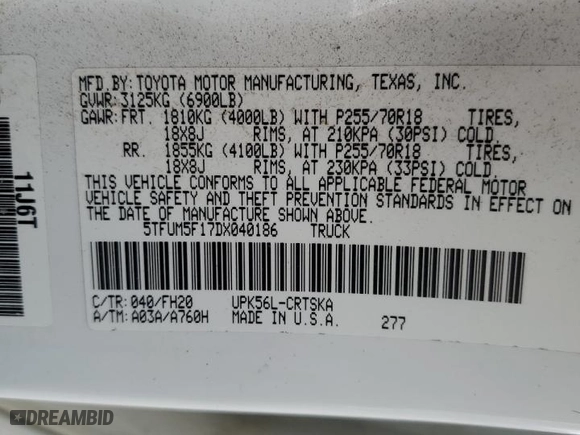 MFD.BY:TOYOTA MOTOR MANUFACTURING, TEXAS, INC.
GVWR:3125KG (6900LB)
GAWR:FRT. 1810KG (4000LB) WITH P255/70R18 TIRES,
18X8J RIMS, AT 210KPA (30PSI) COLD.
RR. 1855KG (4100LB) WITH P255/70R18 TIRES,
18X8J RIMS, AT 230KPA (33PSI) COLD.
THIS VEHICLE CONFORMS TO ALL APPLICABLE FEDERAL MOTOR
VEHICLE SAFETY AND THEFT PREVENTION STANDARDS IN EFFECT ON
THE DATE OF MANUFACTURE SHOWN ABOVE.
5TFUM5F17DX040186 TRUCK
C/TR: 040/FH20 UPK56L-CRTSKA
A/TM: A03A/A760H MADE IN U.S.A. 277
11J6T
DREAMBID